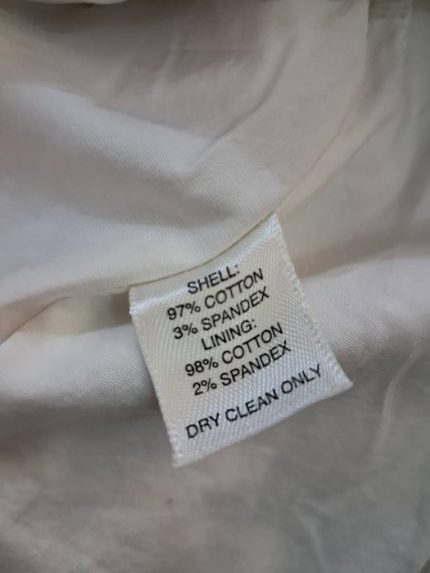 SHELL:
97% COTTON
3% SPANDEX
LINING:
98% COTTON
2% SPANDEX
DRY CLEAN ONLY